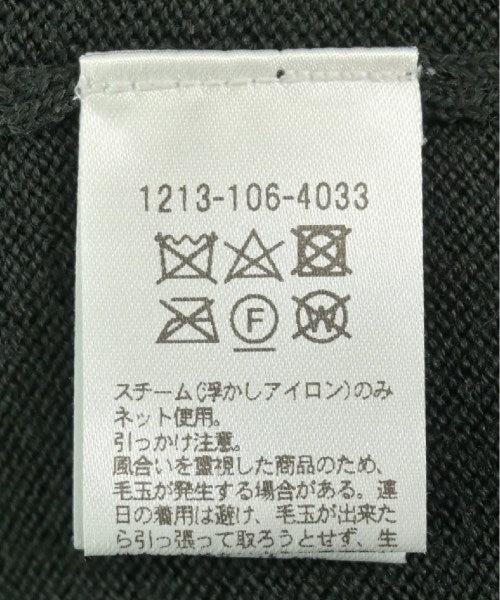 1213-106-4033
F
W
スチーム(浮かしアイロン)のみ
ネット使用。
引っかけ注意。
風合いを重視した商品のため、
毛玉が発生する場合がある。連
日の着用は避け、毛玉が出来た
ら引っ張って取ろうとせず、生